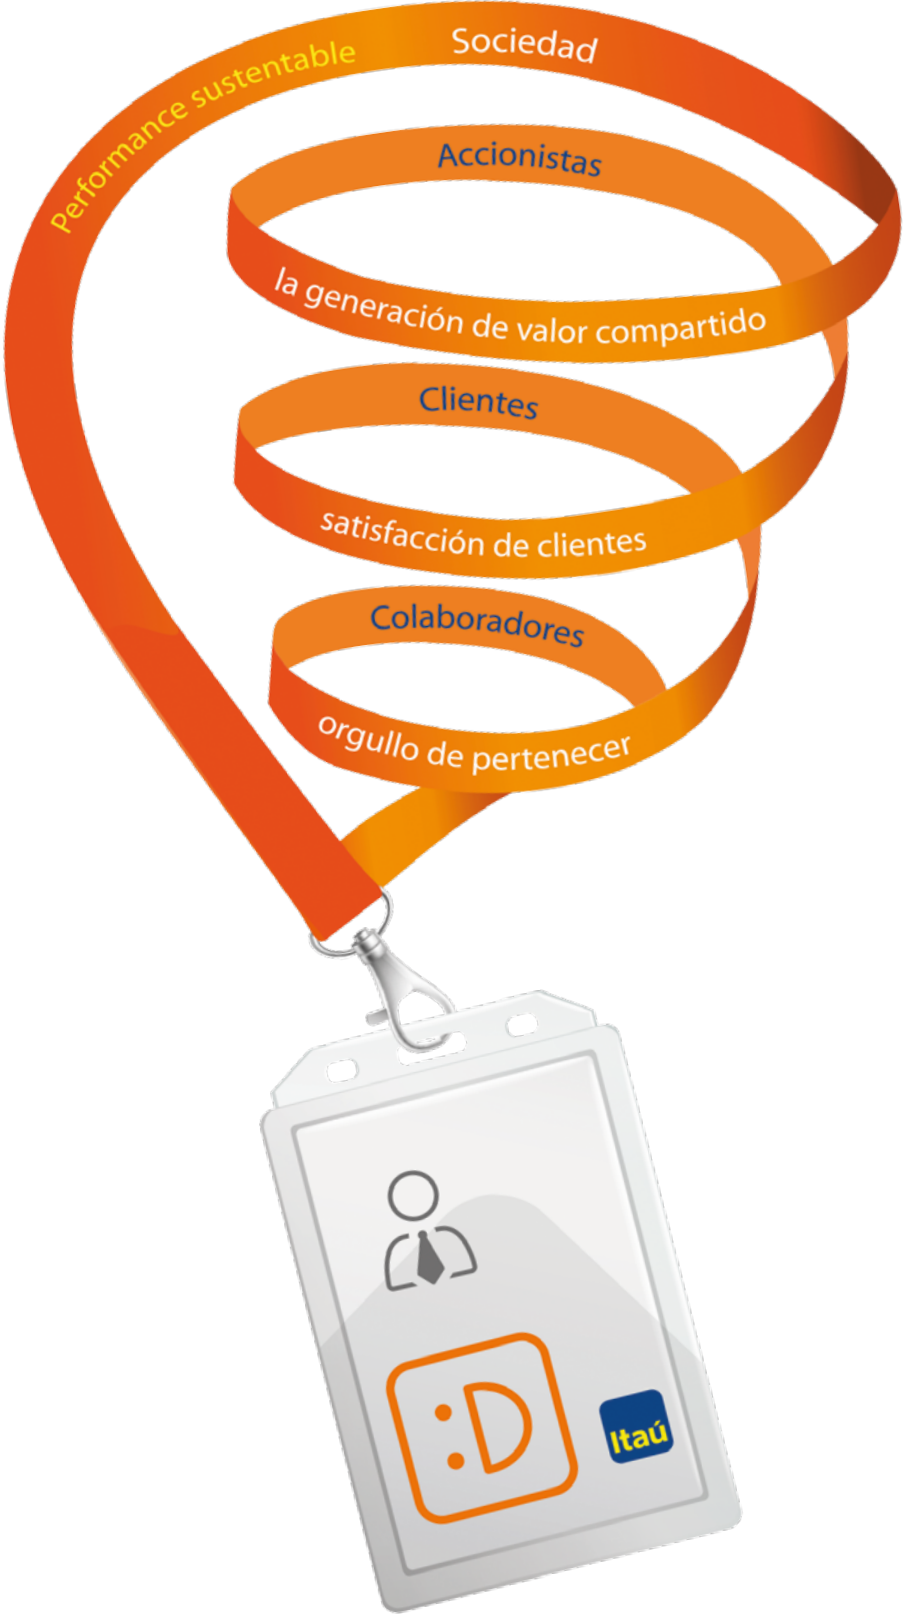 Performance sustentable
Sociedad
Accionistas
la generación de valor compartido
Clientes
satisfacción de clientes
Colaboradores
orgullo de pertenecer
:D
Itaú